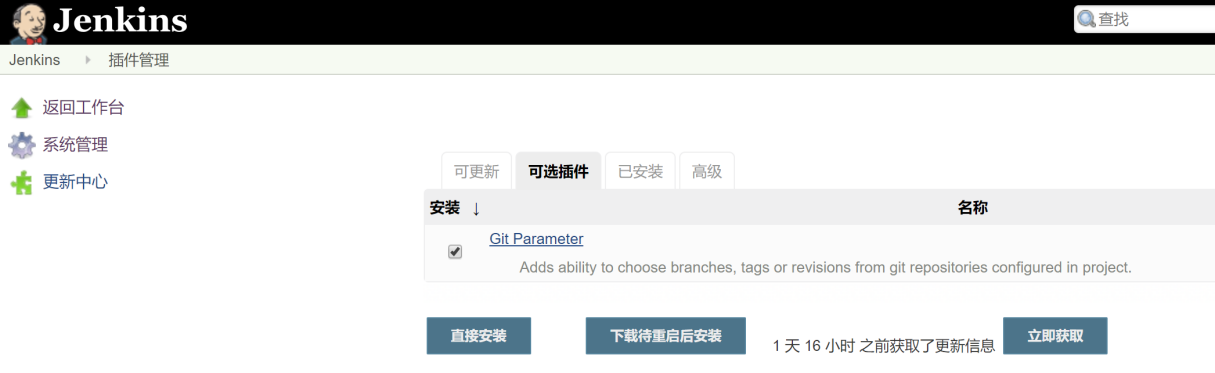 Jenkins
查找
Jenkins 插件管理
返回工作台
系统管理
更新中心
可更新 可选插件 已安装 高级
安装 ↓ 名称
Git Parameter
Adds ability to choose branches, tags or revisions from git repositories configured in project.
直接安装 下载待重启后安装 1 天 16 小时 之前获取了更新信息 立即获取